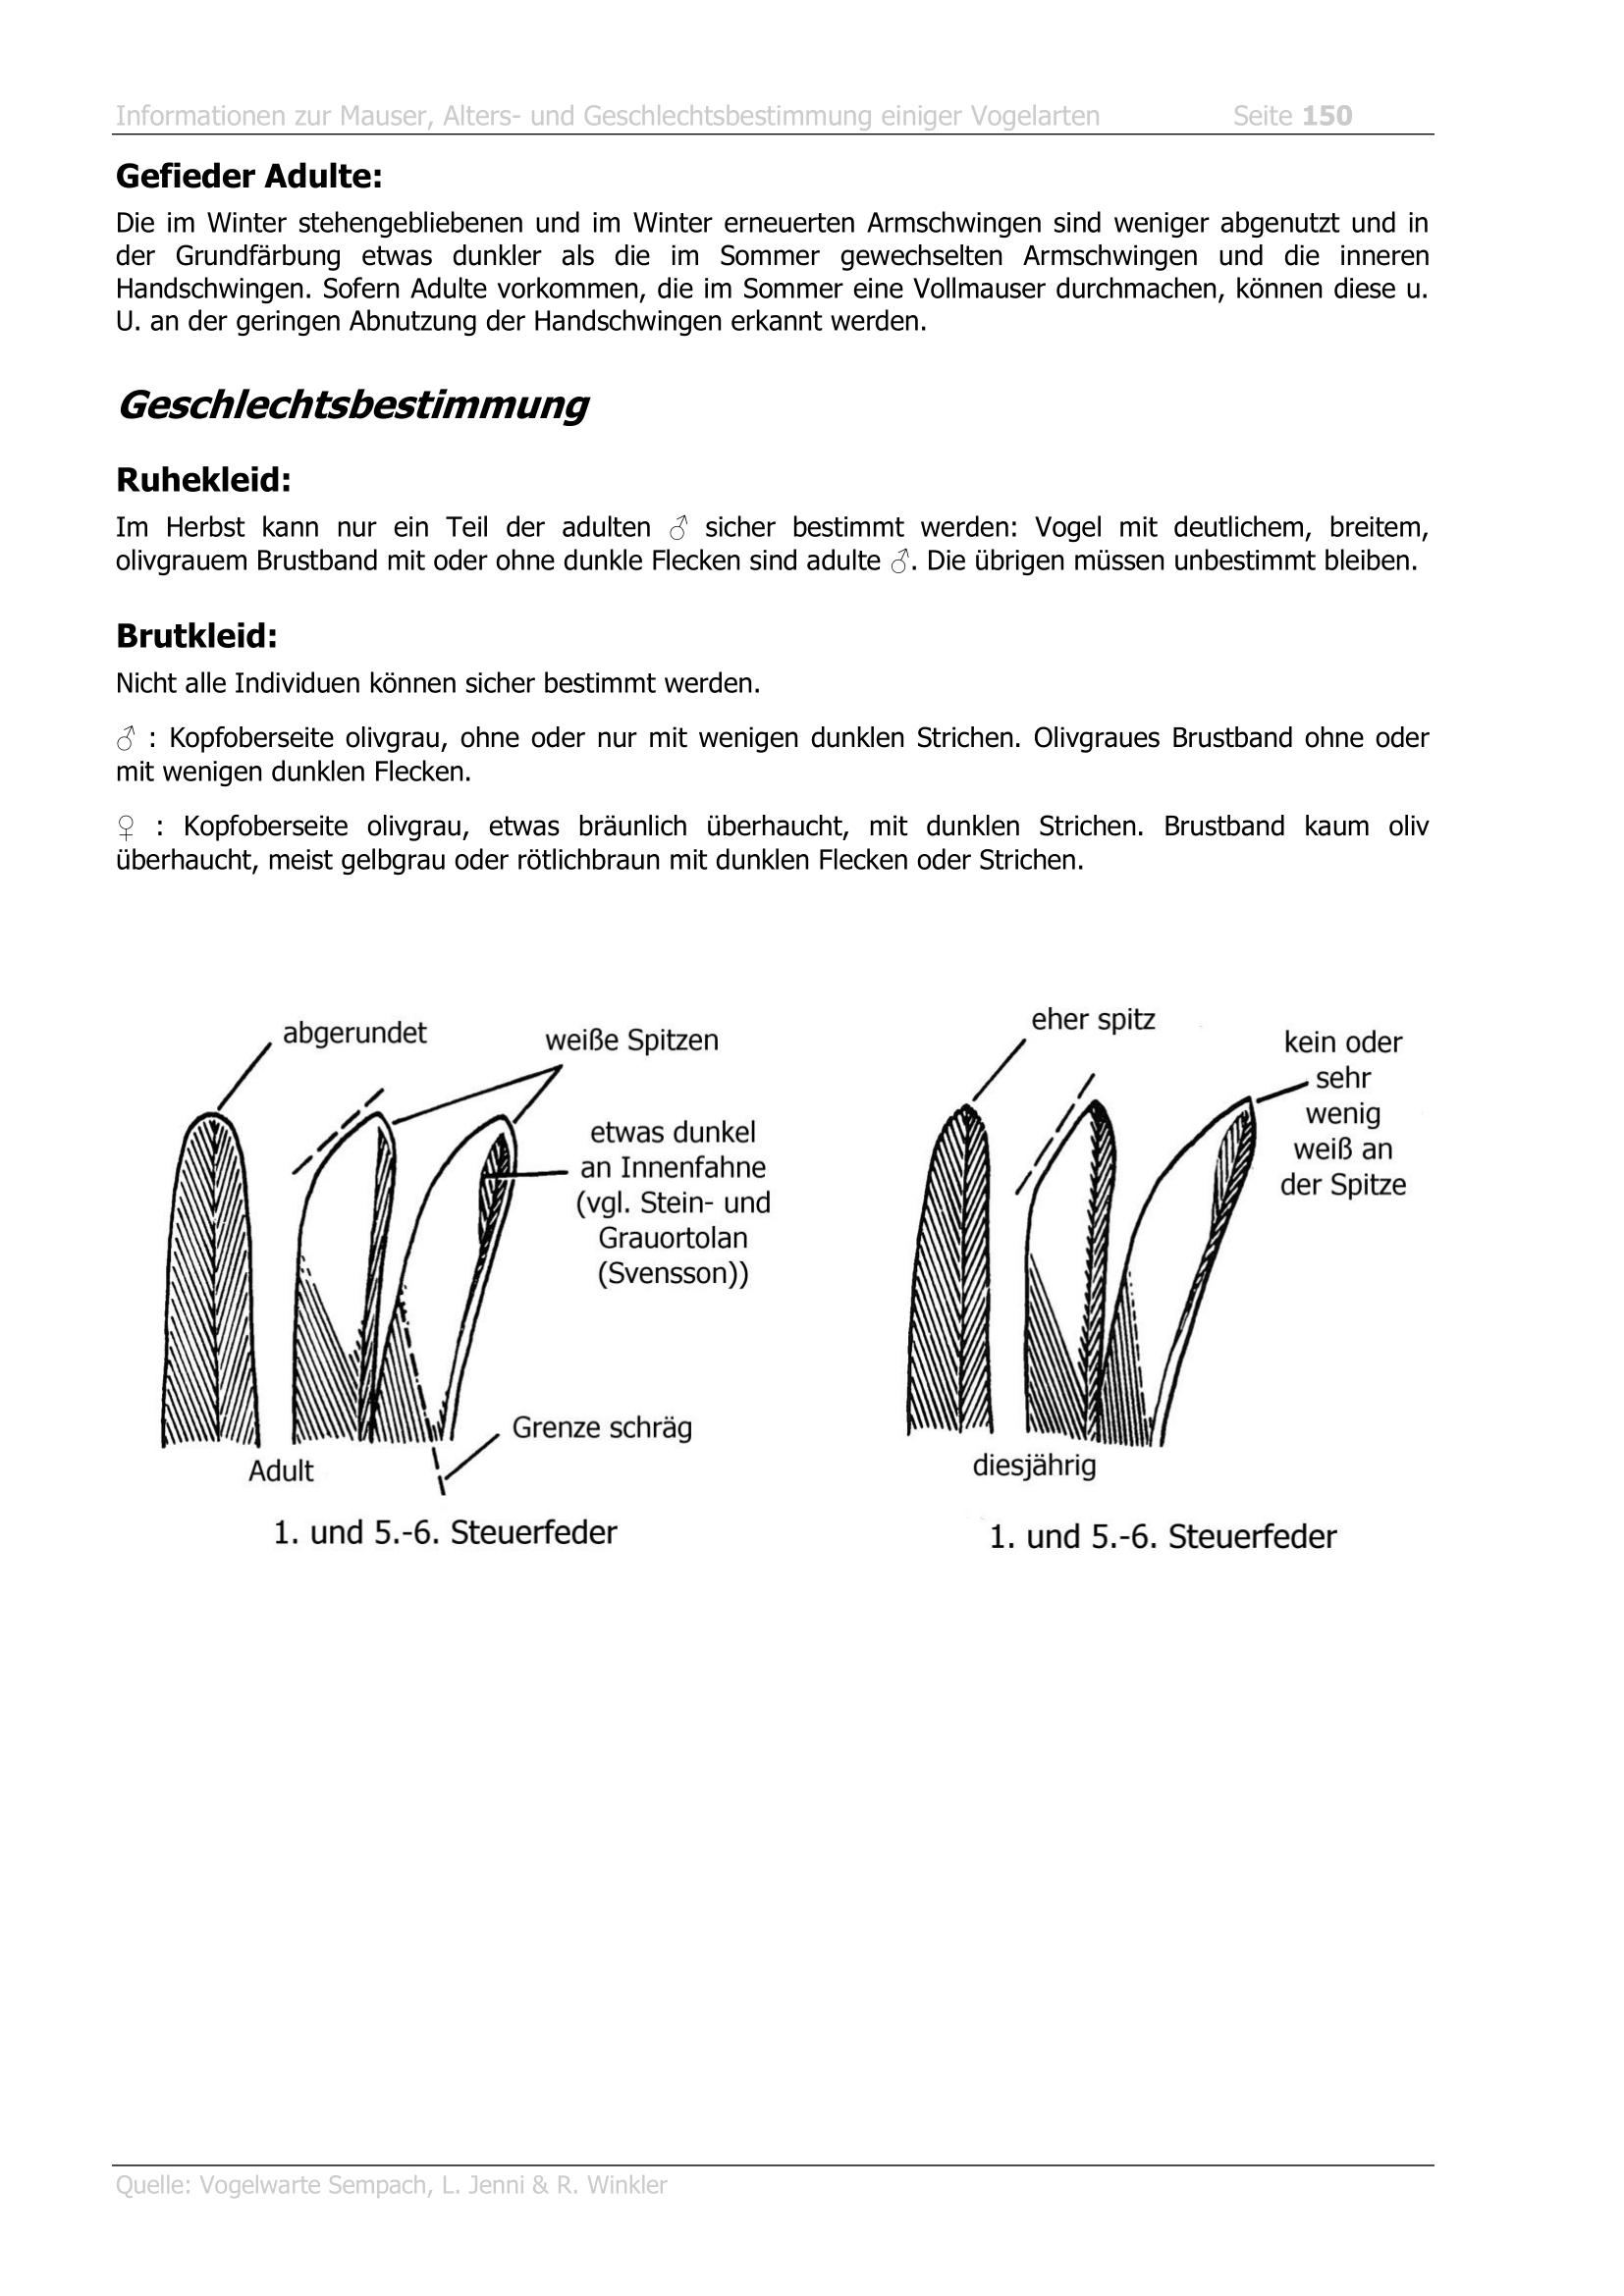 Informationen zur Mauser, Alters- und Geschlechtsbestimmung einiger Vogelarten Seite 150
Gefieder Adulte:
Die im Winter stehengebliebenen und im Winter erneuerten Armschwingen sind weniger abgenutzt und in
der Grundfärbung etwas dunkler als die im Sommer gewechselten Armschwingen und die inneren
Handschwingen. Sofern Adulte vorkommen, die im Sommer eine Vollmauser durchmachen, können diese u.
U. an der geringen Abnutzung der Handschwingen erkannt werden.
Geschlechtsbestimmung
Ruhekleid:
Im Herbst kann nur ein Teil der adulten ♂ sicher bestimmt werden: Vogel mit deutlichem, breitem,
olivgrauem Brustband mit oder ohne dunkle Flecken sind adulte ♂. Die übrigen müssen unbestimmt bleiben.
Brutkleid:
Nicht alle Individuen können sicher bestimmt werden.
♂ : Kopfoberseite olivgrau, ohne oder nur mit wenigen dunklen Strichen. Olivgraues Brustband ohne oder
mit wenigen dunklen Flecken.
♀ : Kopfoberseite olivgrau, etwas bräunlich überhaucht, mit dunklen Strichen. Brustband kaum oliv
überhaucht, meist gelbgrau oder rötlichbraun mit dunklen Flecken oder Strichen.
abgerundet
weiße Spitzen
etwas dunkel
an Innenfahne
(vgl. Stein- und
Grauortolan
(Svensson))
Grenze schräg
Adult
1. und 5.-6. Steuerfeder
eher spitz
kein oder
sehr
wenig
weiß an
der Spitze
diesjährig
1. und 5.-6. Steuerfeder
Quelle: Vogelwarte Sempach, L. Jenni & R. Winkler